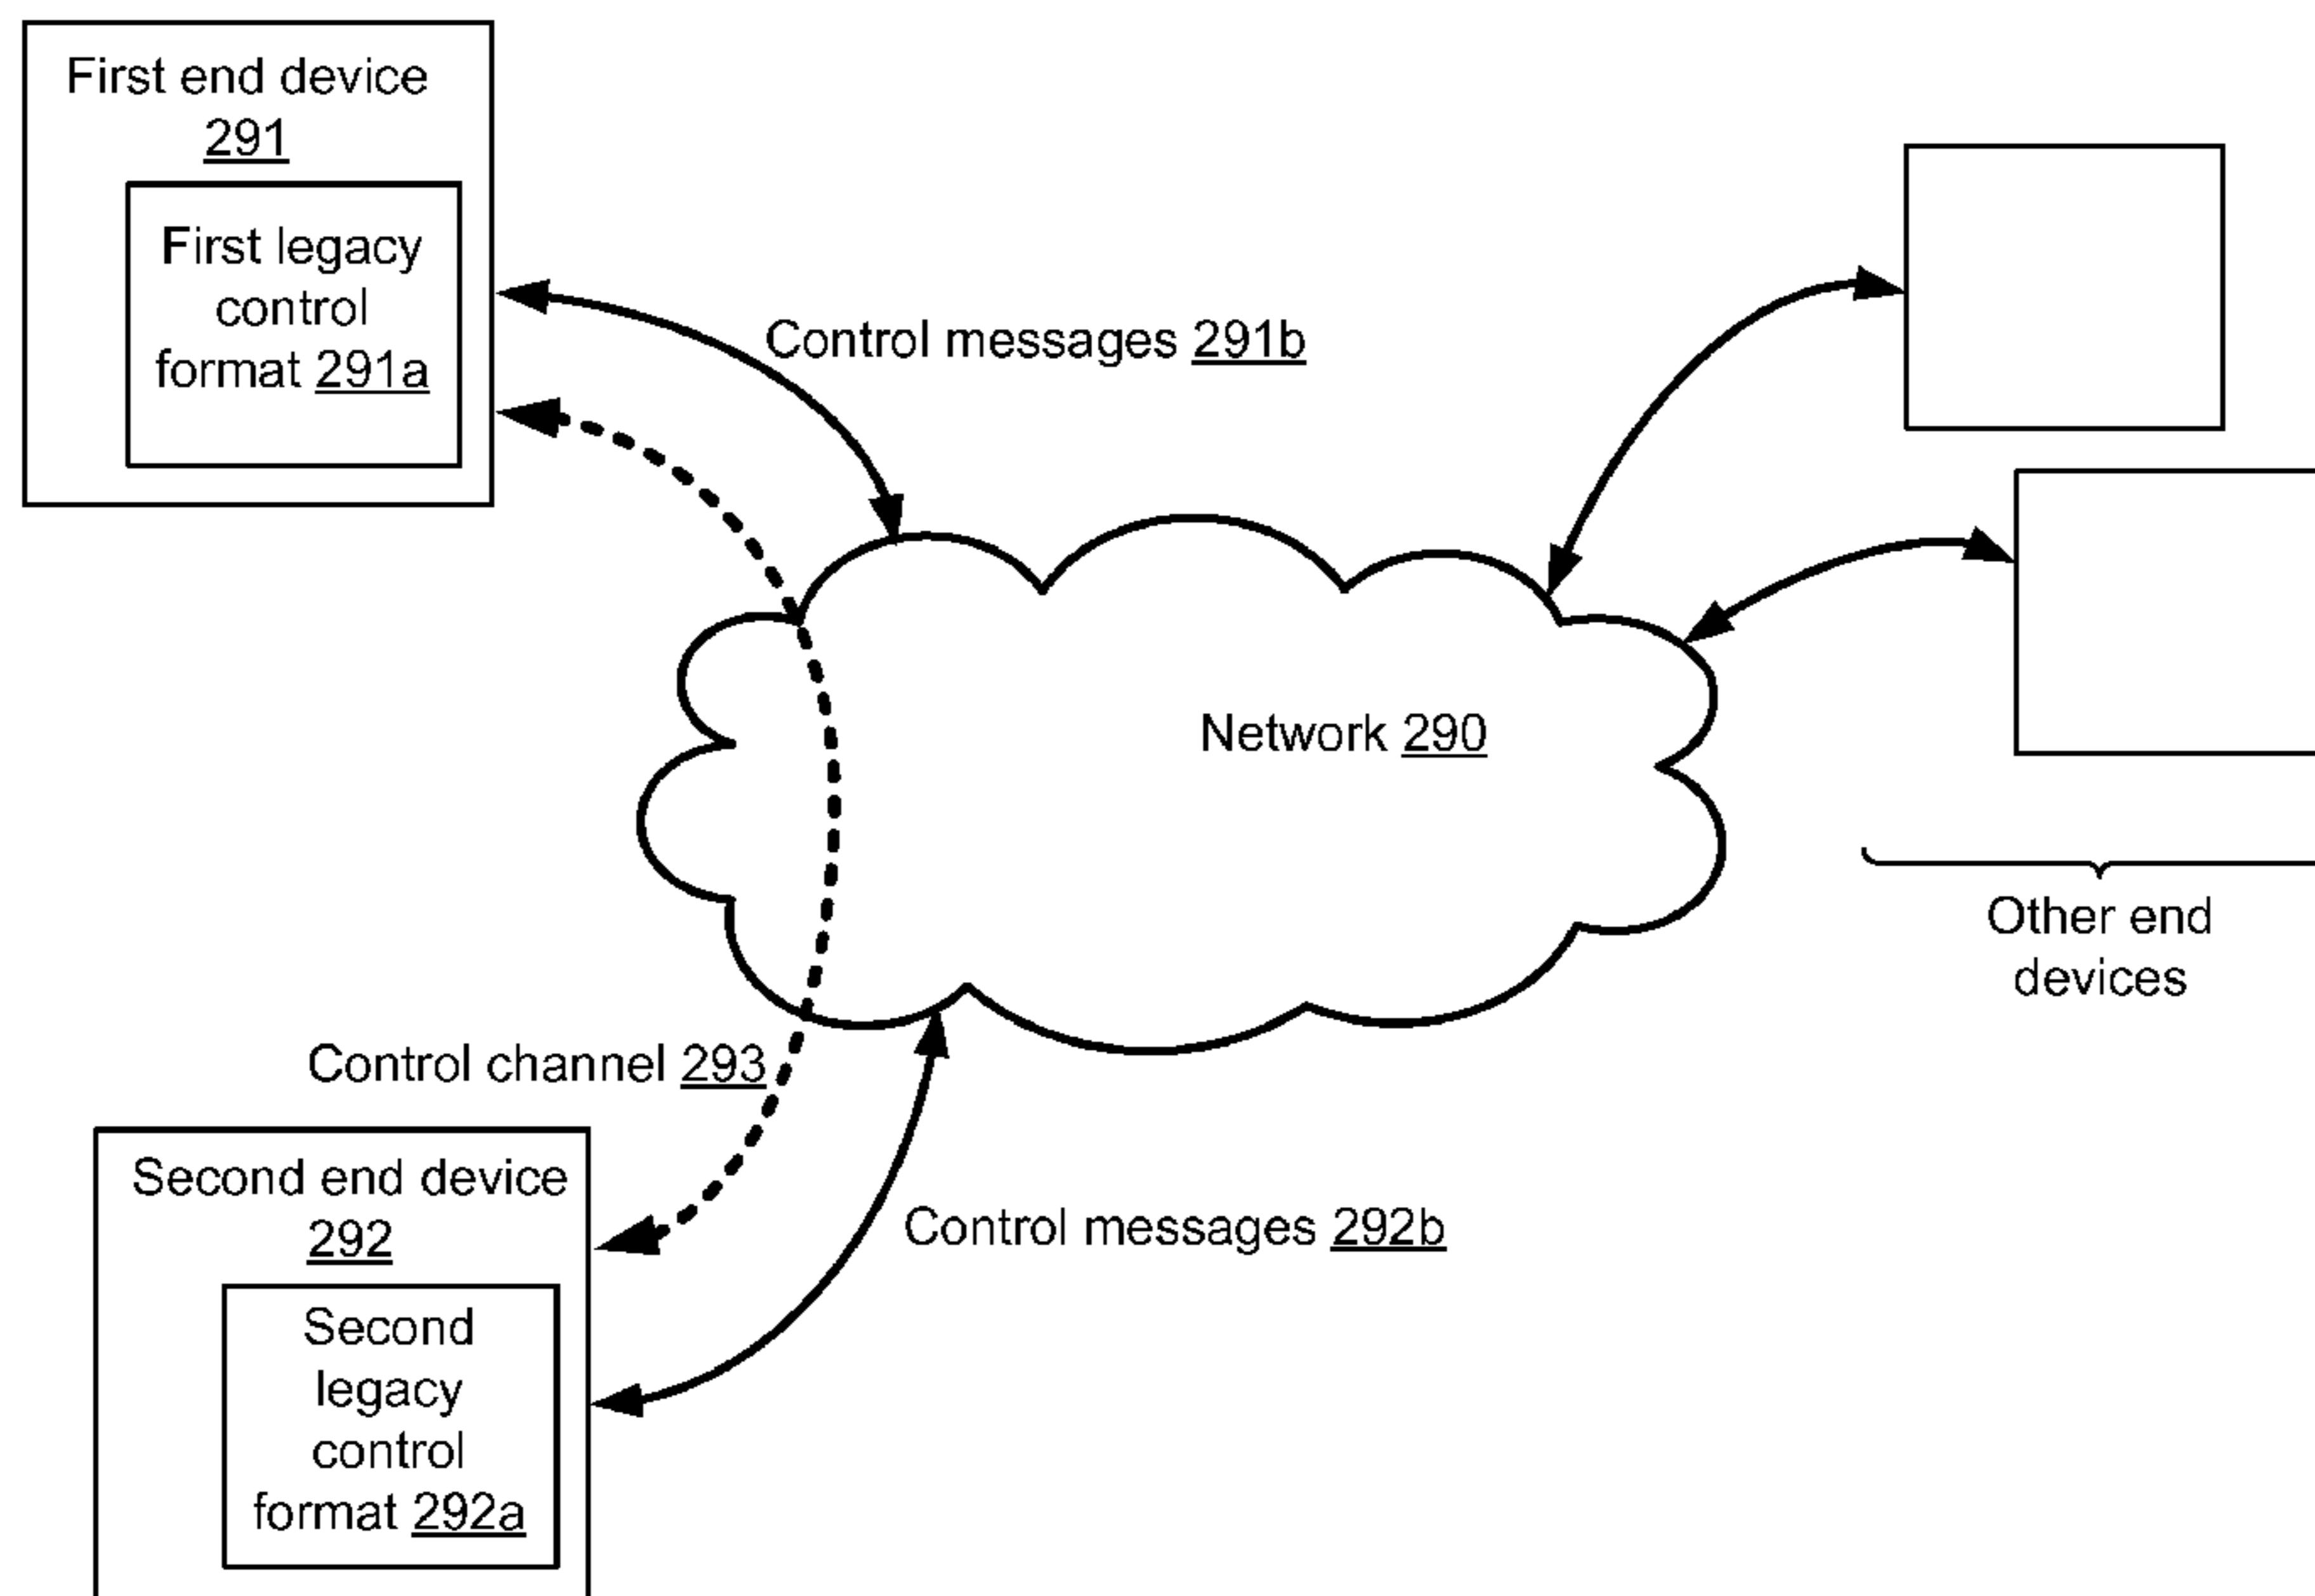 First end device
291
First legacy
control
format 291a
Control messages 291b
Network 290
Other end
devices
Control channel 293
Second end device
292
Second
legacy
control
format 292a
Control messages 292b